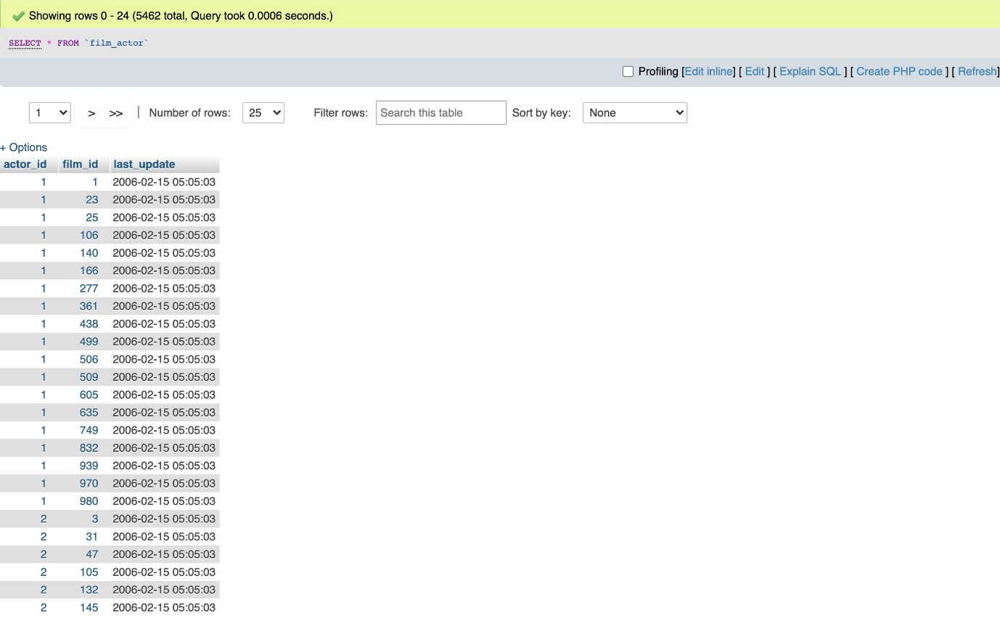 Showing rows 0 - 24 (5462 total, Query took 0.0006 seconds.)
SELECT * FROM `film_actor`
Profiling [Edit inline] [ Edit ] [ Explain SQL ] [ Create PHP code ] [ Refresh]
1 > >> | Number of rows: 25 Filter rows: Search this table Sort by key: None
+ Options
actor_id film_id last_update
1 1 2006-02-15 05:05:03
1 23 2006-02-15 05:05:03
1 25 2006-02-15 05:05:03
1 106 2006-02-15 05:05:03
1 140 2006-02-15 05:05:03
1 166 2006-02-15 05:05:03
1 277 2006-02-15 05:05:03
1 361 2006-02-15 05:05:03
1 438 2006-02-15 05:05:03
1 499 2006-02-15 05:05:03
1 506 2006-02-15 05:05:03
1 509 2006-02-15 05:05:03
1 605 2006-02-15 05:05:03
1 635 2006-02-15 05:05:03
1 749 2006-02-15 05:05:03
1 832 2006-02-15 05:05:03
1 939 2006-02-15 05:05:03
1 970 2006-02-15 05:05:03
1 980 2006-02-15 05:05:03
2 3 2006-02-15 05:05:03
2 31 2006-02-15 05:05:03
2 47 2006-02-15 05:05:03
2 105 2006-02-15 05:05:03
2 132 2006-02-15 05:05:03
2 145 2006-02-15 05:05:03